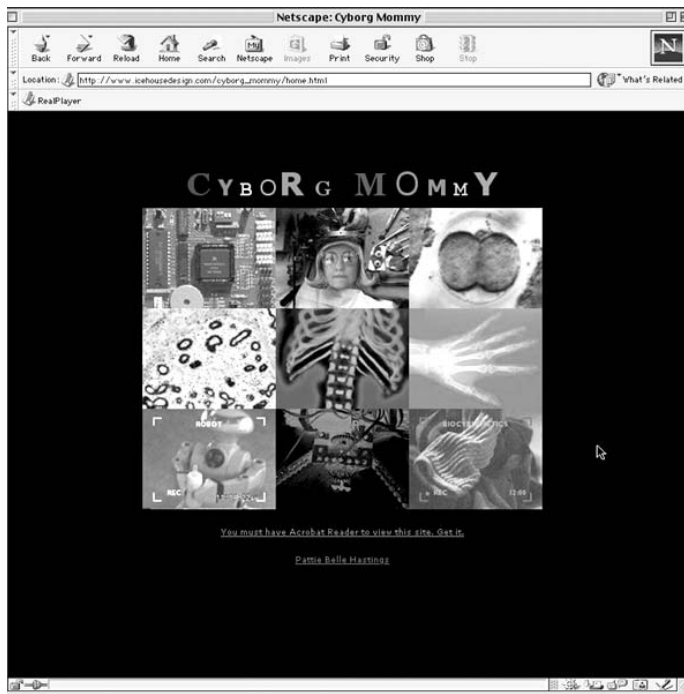 Netscape: Cyborg Mommy
Back Forward Reload Home Search Netscape Images Print Security Shop Stop
My
N
Location: http://www.icehousedesign.com/cyborg_mommy/home.html What's Related
RealPlayer
CYBORG MOMMY
ROBOT BIOCYBERNETICS
REC REC 12:00
You must have Acrobat Reader to view this site. Get it.
Pattie Belle Hastings